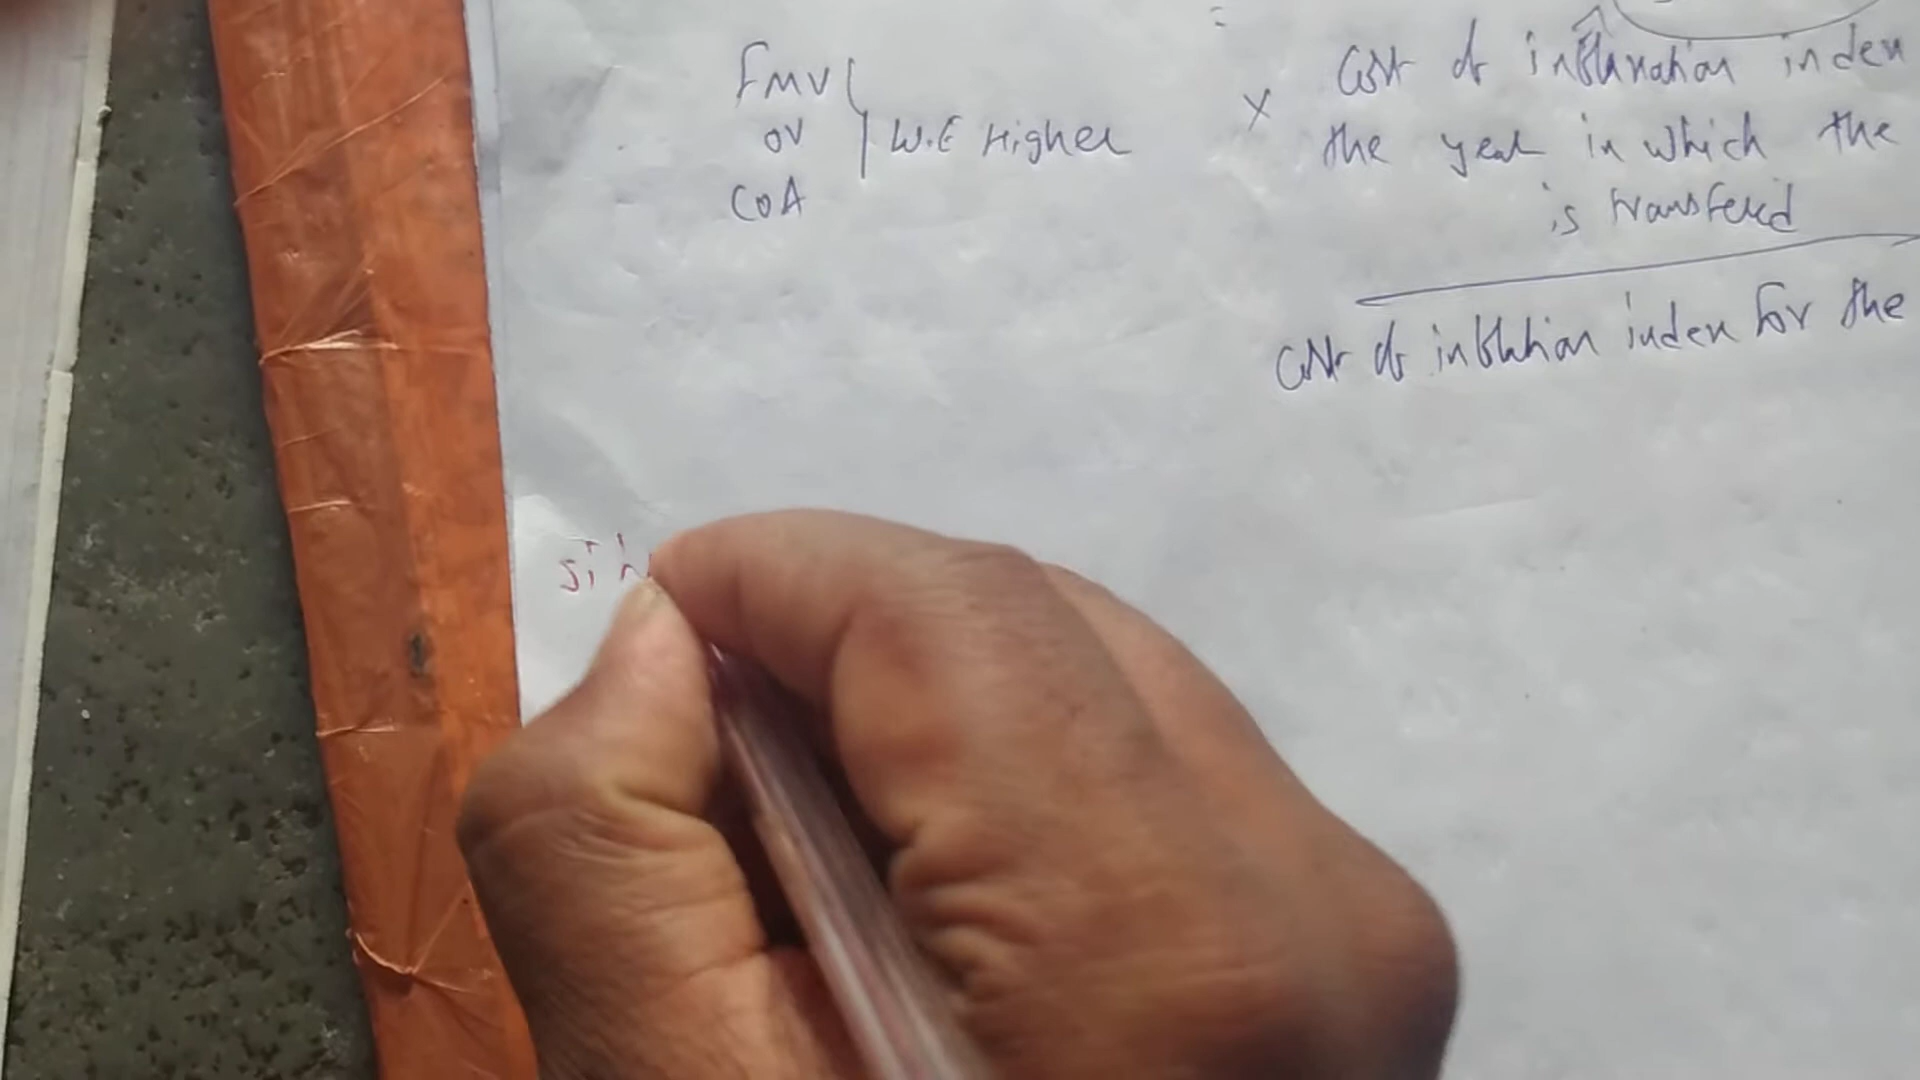 FMV
or
COA
W.E Higher
x
Cost of inflanation index
the year in which the
is transfered
Cost of inflation index for the